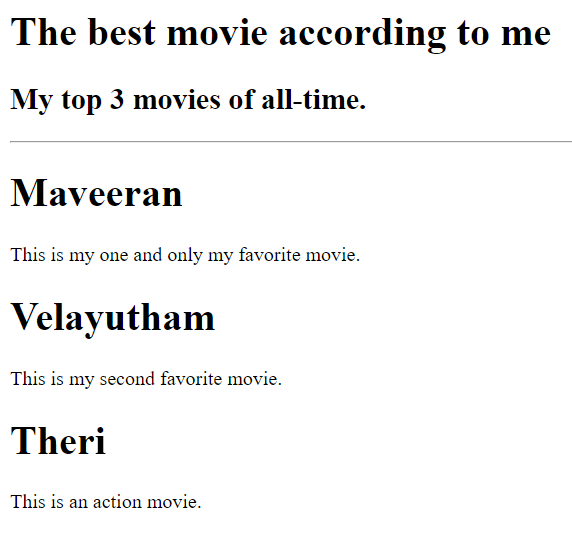 The best movie according to me
My top 3 movies of all-time.
Maveeran
This is my one and only my favorite movie.
Velayutham
This is my second favorite movie.
Theri
This is an action movie.